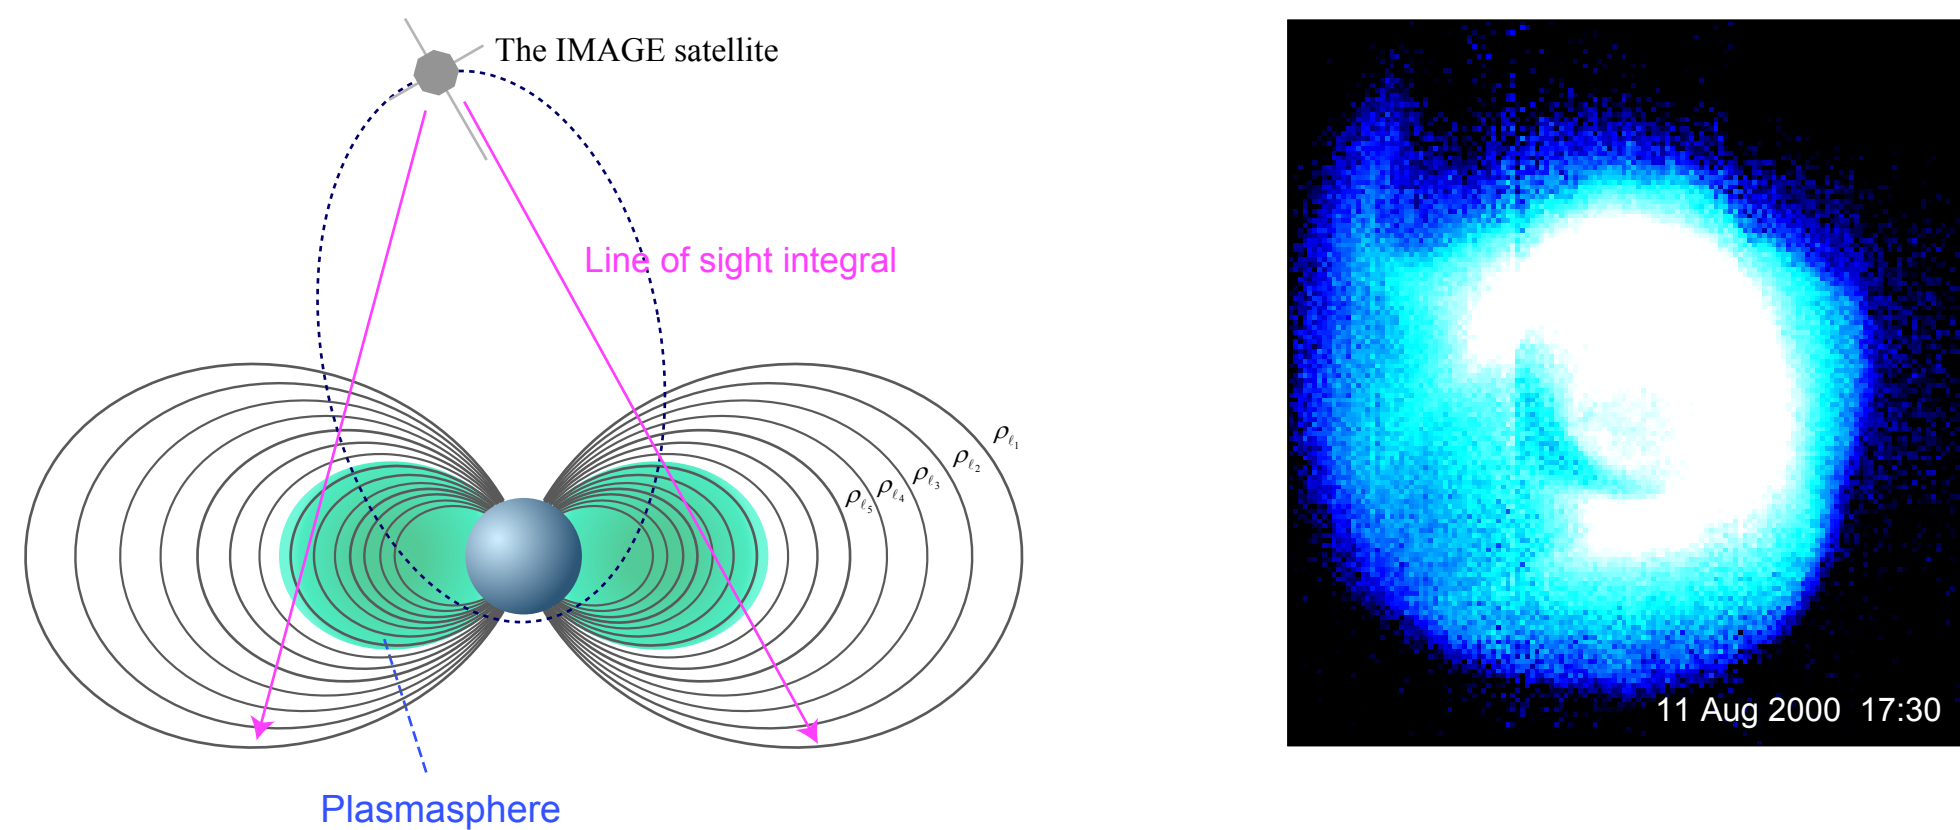 The IMAGE satellite
Line of sight integral
ρℓ₁
ρℓ₂
ρℓ₃
ρℓ₄
ρℓ₅
Plasmasphere
11 Aug 2000 17:30